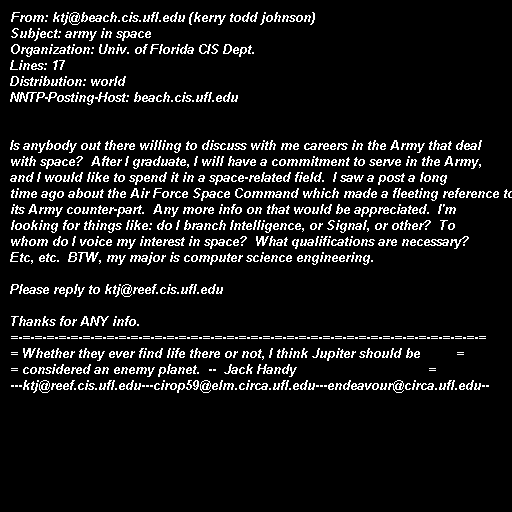 From: ktj@beach.cis.ufl.edu (kerry todd johnson)
Subject: army in space
Organization: Univ. of Florida CIS Dept.
Lines: 17
Distribution: world
NNTP-Posting-Host: beach.cis.ufl.edu

Is anybody out there willing to discuss with me careers in the Army that deal
with space?  After I graduate, I will have a commitment to serve in the Army,
and I would like to spend it in a space-related field.  I saw a post a long
time ago about the Air Force Space Command which made a fleeting reference to
its Army counter-part.  Any more info on that would be appreciated.  I'm
looking for things like: do I branch Intelligence, or Signal, or other?  To
whom do I voice my interest in space?  What qualifications are necessary?
Etc, etc.  BTW, my major is computer science engineering.

Please reply to ktj@reef.cis.ufl.edu

Thanks for ANY info.
=-=-=-=-=-=-=-=-=-=-=-=-=-=-=-=-=-=-=-=-=-=-=-=-=-=-=-=-=-=-=-=-=-=-=-=-=-=-=
= Whether they ever find life there or not, I think Jupiter should be         =
= considered an enemy planet.  --  Jack Handy                                 =
---ktj@reef.cis.ufl.edu---cirop59@elm.circa.ufl.edu---endeavour@circa.ufl.edu--